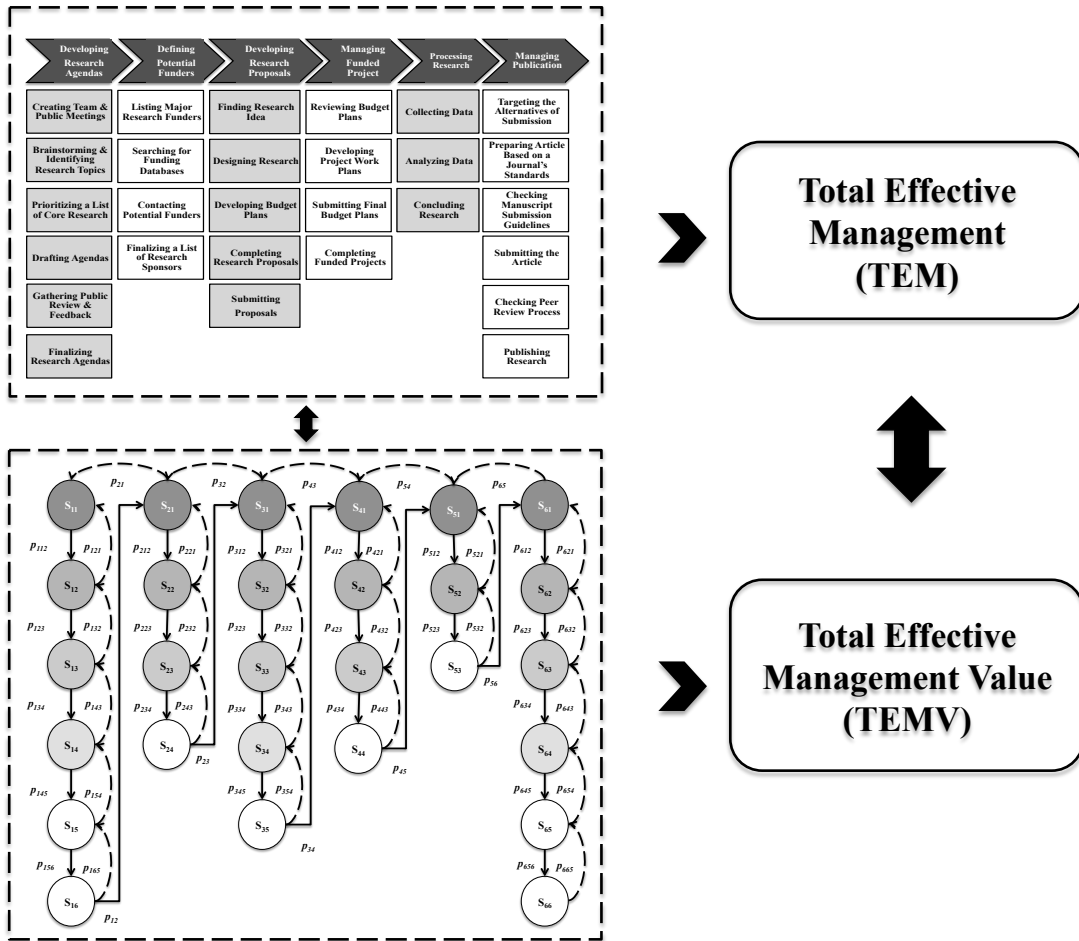 Developing
Research
Agendas
Defining
Potential
Funders
Developing
Research
Proposals
Managing
Funded
Project
Processing
Research
Managing
Publication
Creating Team &
Public Meetings
Brainstorming &
Identifying
Research Topics
Prioritizing a List
of Core Research
Drafting Agendas
Gathering Public
Review &
Feedback
Finalizing
Research Agendas
Listing Major
Research Funders
Searching for
Funding
Databases
Contacting
Potential Funders
Finalizing a List
of Research
Sponsors
Finding Research
Idea
Designing Research
Developing Budget
Plans
Completing
Research Proposals
Submitting
Proposals
Reviewing Budget
Plans
Developing
Project Work
Plans
Submitting Final
Budget Plans
Completing
Funded Projects
Collecting Data
Analyzing Data
Concluding
Research
Targeting the
Alternatives of
Submission
Preparing Article
Based on a
Journal's
Standards
Checking
Manuscript
Submission
Guidelines
Submitting the
Article
Checking Peer
Review Process
Publishing
Research
Total Effective
Management
(TEM)
p21 p32 p43 p54 p65
S11 S21 S31 S41 S51 S61
p112 p121 p212 p221 p312 p321 p412 p421 p512 p521 p612 p621
S12 S22 S32 S42 S52 S62
p123 p132 p223 p232 p323 p332 p423 p432 p523 p532 p623 p632
S13 S23 S33 S43 S53 S63
p56
p134 p143 p234 p243 p334 p343 p434 p443 p634 p643
S14 S24 S34 S44 S64
p23 p45
p145 p154 p345 p354 p645 p654
S15 S35 S65
p34
p156 p165 p656 p665
S16 S66
p12
Total Effective
Management Value
(TEMV)